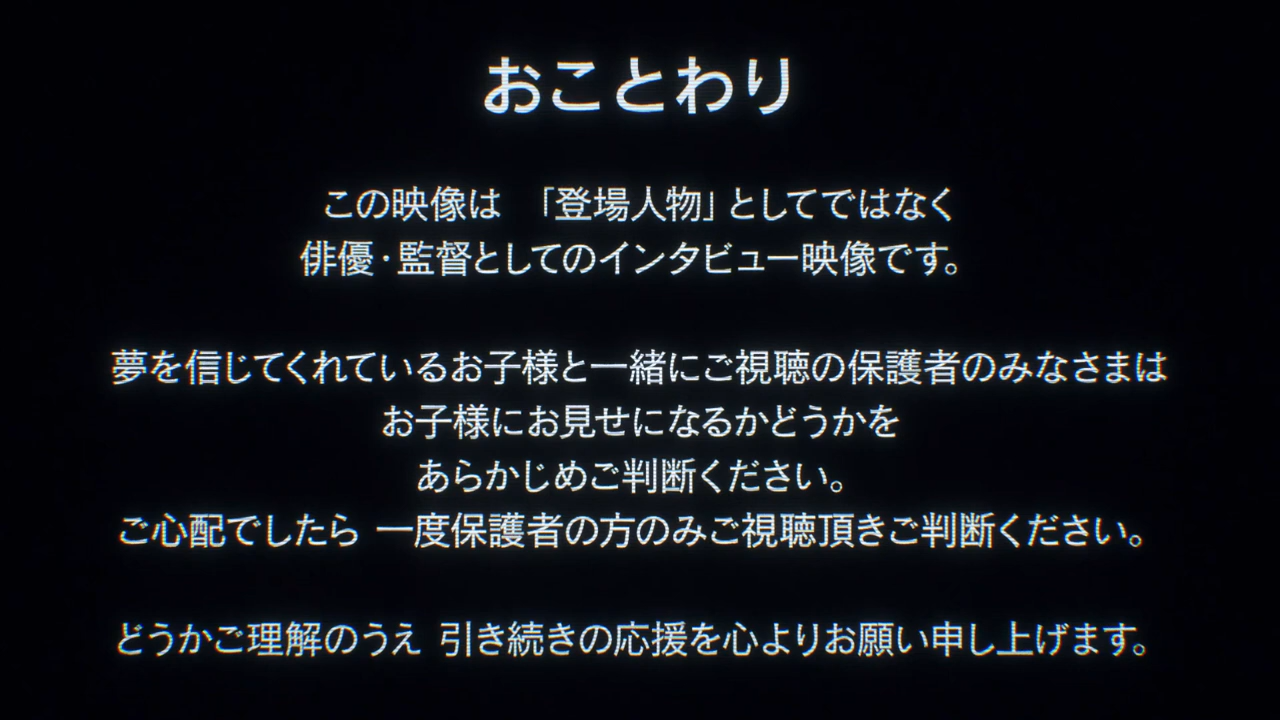 おことわり
この映像は 「登場人物」としてではなく
俳優・監督としてのインタビュー映像です。
夢を信じてくれているお子様と一緒にご視聴の保護者のみなさまは
お子様にお見せになるかどうかを
あらかじめご判断ください。
ご心配でしたら 一度保護者の方のみご視聴頂きご判断ください。
どうかご理解のうえ 引き続きの応援を心よりお願い申し上げます。